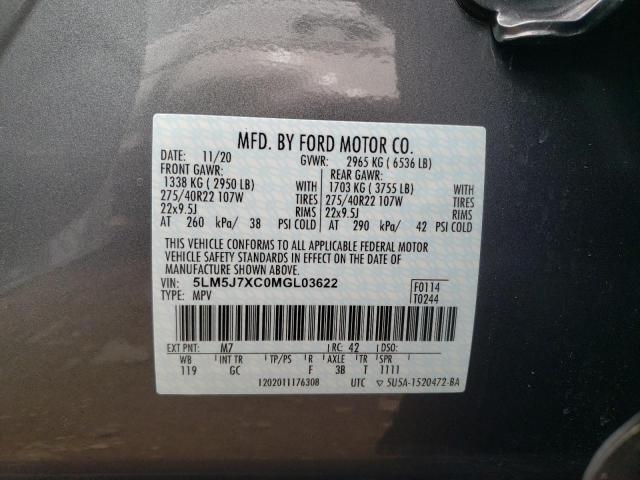 MFD. BY FORD MOTOR CO.
DATE: 11/20 GVWR: 2965 KG ( 6536 LB)
FRONT GAWR: REAR GAWR:
1338 KG ( 2950 LB) WITH 1703 KG ( 3755 LB) WITH
275/40R22 107W TIRES 275/40R22 107W TIRES
22x9.5J RIMS 22x9.5J RIMS
AT 260 kPa/ 38 PSI COLD AT 290 kPa/ 42 PSI COLD
THIS VEHICLE CONFORMS TO ALL APPLICABLE FEDERAL MOTOR
VEHICLE SAFETY STANDARDS IN EFFECT ON THE DATE OF
MANUFACTURE SHOWN ABOVE.
VIN: 5LM5J7XC0MGL03622 F0114
TYPE: MPV T0244
EXT PNT: M7 RC: 42 DSO:
WB INT TR TP/PS R AXLE TR SPR
119 GC F 3B T 1111
1202011176308 UTC ▽ 5U5A-1520472-BA